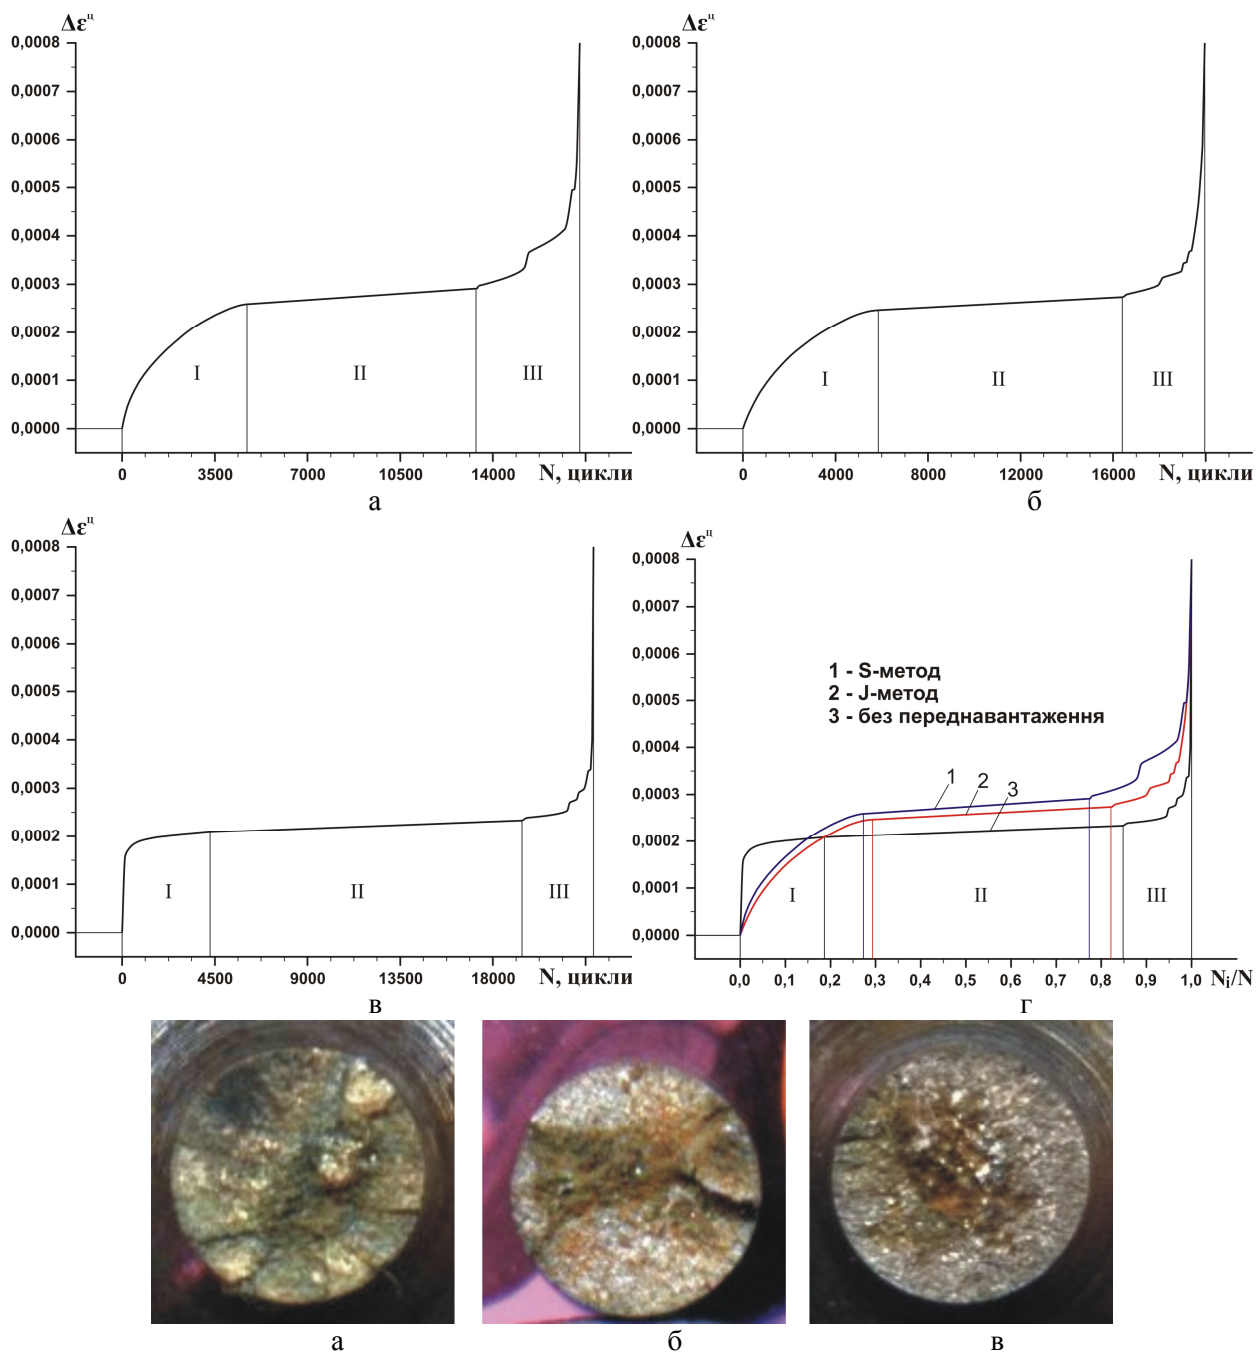 Δεᶣ
0,0008
0,0007
0,0006
0,0005
0,0004
0,0003
0,0002
0,0001
0,0000
I II III
0 3500 7000 10500 14000 N, цикли
а
Δεᶣ
0,0008
0,0007
0,0006
0,0005
0,0004
0,0003
0,0002
0,0001
0,0000
I II III
0 4000 8000 12000 16000 N, цикли
б
Δεᶣ
0,0008
0,0007
0,0006
0,0005
0,0004
0,0003
0,0002
0,0001
0,0000
I II III
0 4500 9000 13500 18000 N, цикли
в
Δεᶣ
0,0008
0,0007
0,0006
0,0005
0,0004
0,0003
0,0002
0,0001
0,0000
1 - S-метод
2 - J-метод
3 - без переднавантаження
1 2 3
I II III
0,0 0,1 0,2 0,3 0,4 0,5 0,6 0,7 0,8 0,9 1,0 Nᵢ/N
г
а б в